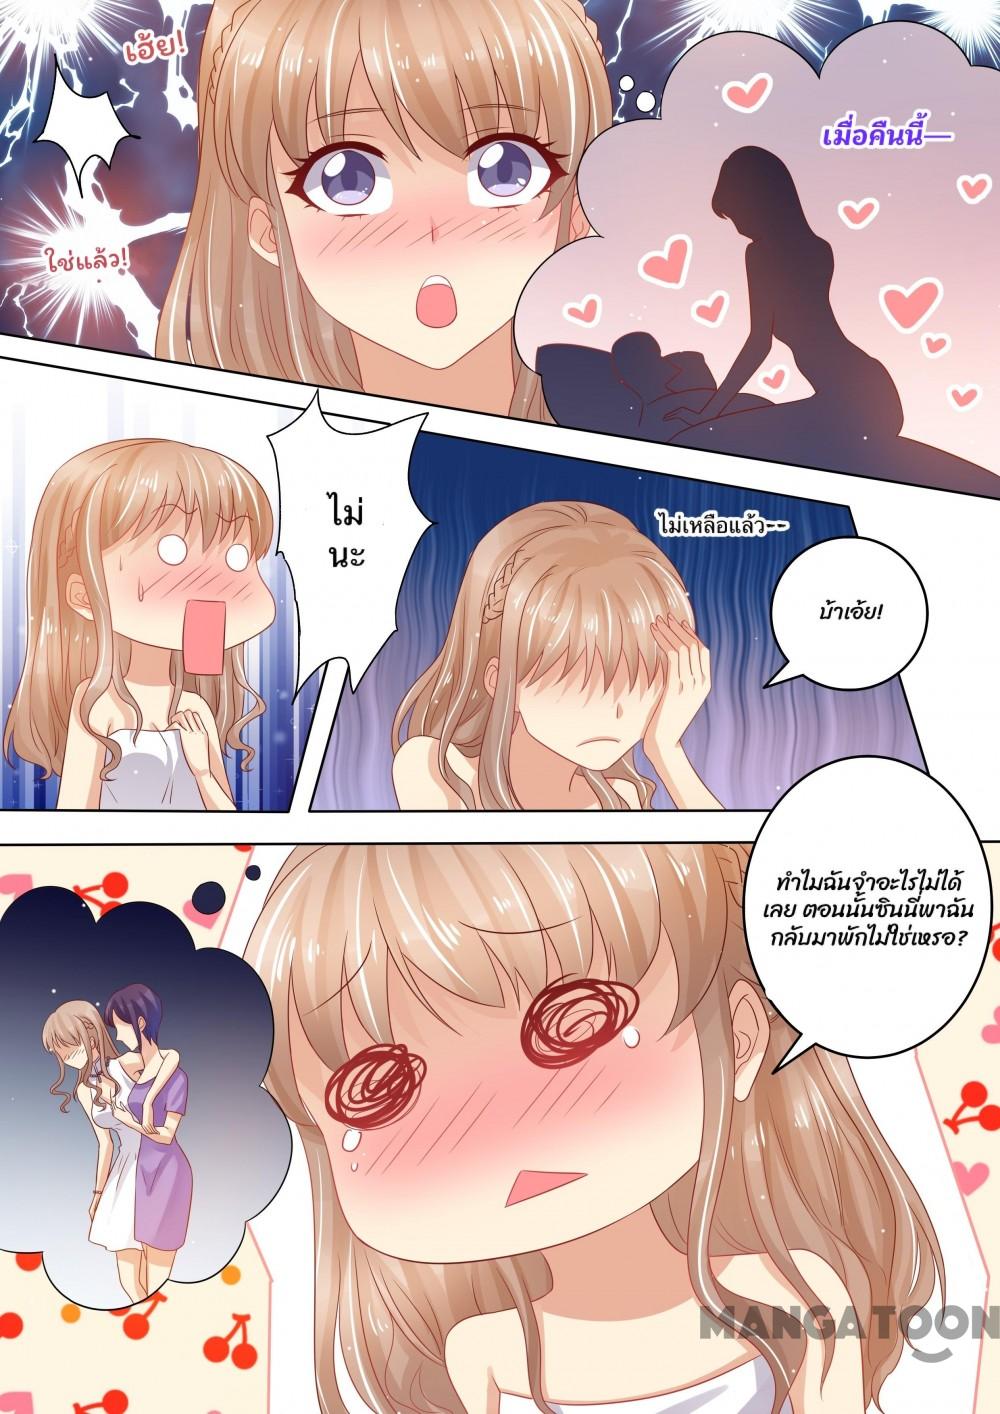 เฮ้ย!
เมื่อคืนนี้—
ใช่แล้ว!
ไม่
นะ
ไม่เหลือแล้ว--
บ้าเอ้ย!
ทำไมฉันจำอะไรไม่ได้
เลย ตอนนั้นซินนี่พาฉัน
กลับมาพักไม่ใช่เหรอ?
MANGATOON